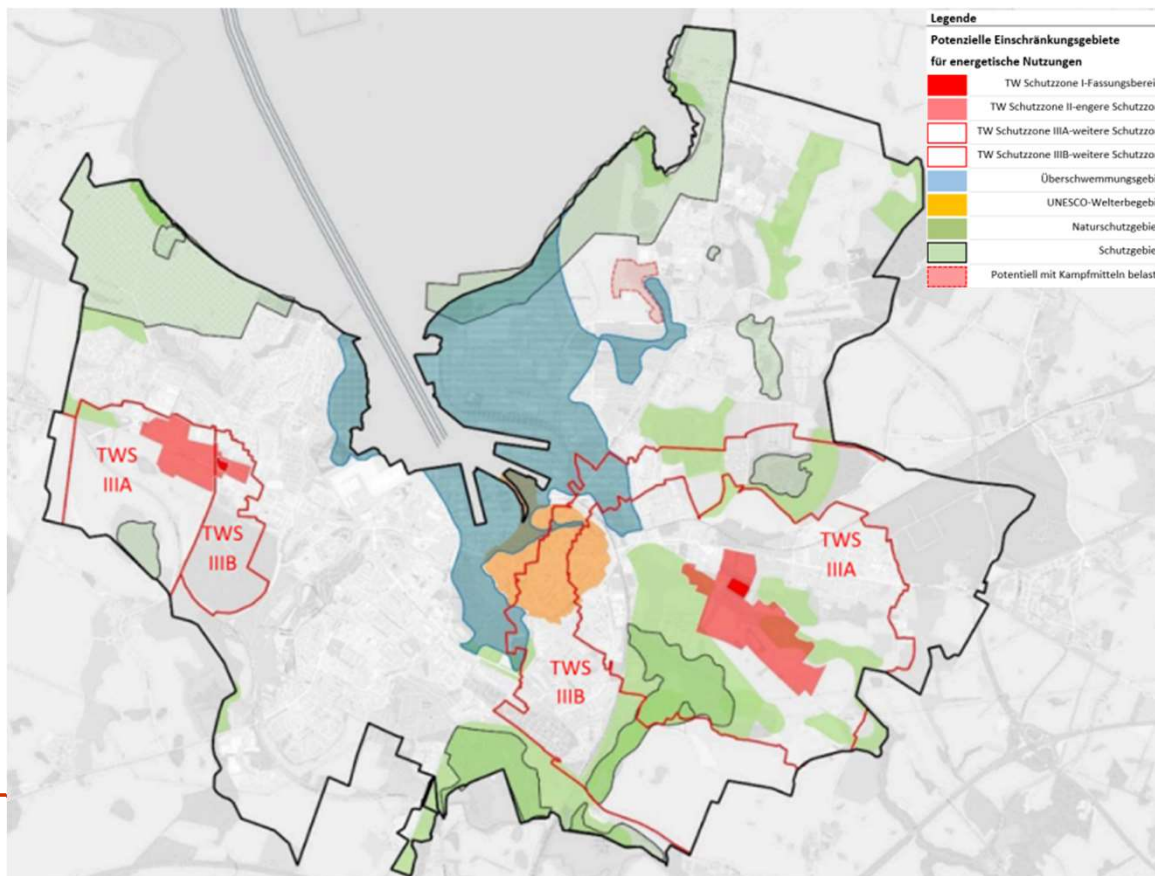 Legende
Potenzielle Einschränkungsgebiete
für energetische Nutzungen
TW Schutzzone I-Fassungsberei
TW Schutzzone II-engere Schutzzo
TW Schutzzone IIIA-weitere Schutzzo
TW Schutzzone IIIB-weitere Schutzzo
Überschwemmungsgebi
UNESCO-Welterbegebi
Naturschutzgebie
Schutzgebie
Potentiell mit Kampfmitteln belast
TWS
IIIA
TWS
IIIB
TWS
IIIA
TWS
IIIB